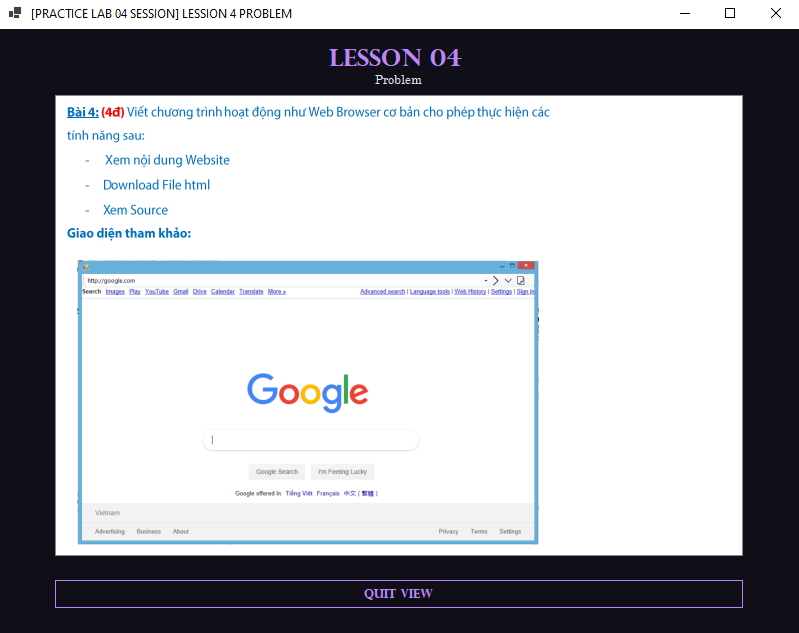 [PRACTICE LAB 04 SESSION] LESSION 4 PROBLEM
LESSON 04
Problem
Bài 4: (4đ) Viết chương trình hoạt động như Web Browser cơ bản cho phép thực hiện các
tính năng sau:
- Xem nội dung Website
- Download File html
- Xem Source
Giao diện tham khảo:
http://google.com
Search Images Play YouTube Gmail Drive Calendar Translate More » Advanced search | Language tools | Web History | Settings | Sign in
Google
Google Search I'm Feeling Lucky
Google offered in: Tiếng Việt Français 中文 (繁體)
Vietnam
Advertising Business About Privacy Terms Settings
QUIT VIEW